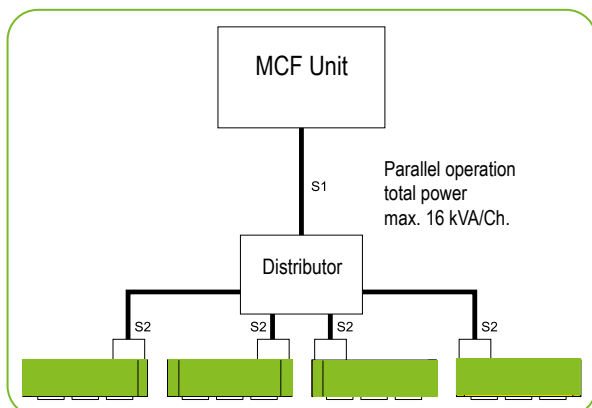 MCF Unit
S1
Parallel operation
total power
max. 16 kVA/Ch.
Distributor
S2
S2
S2
S2